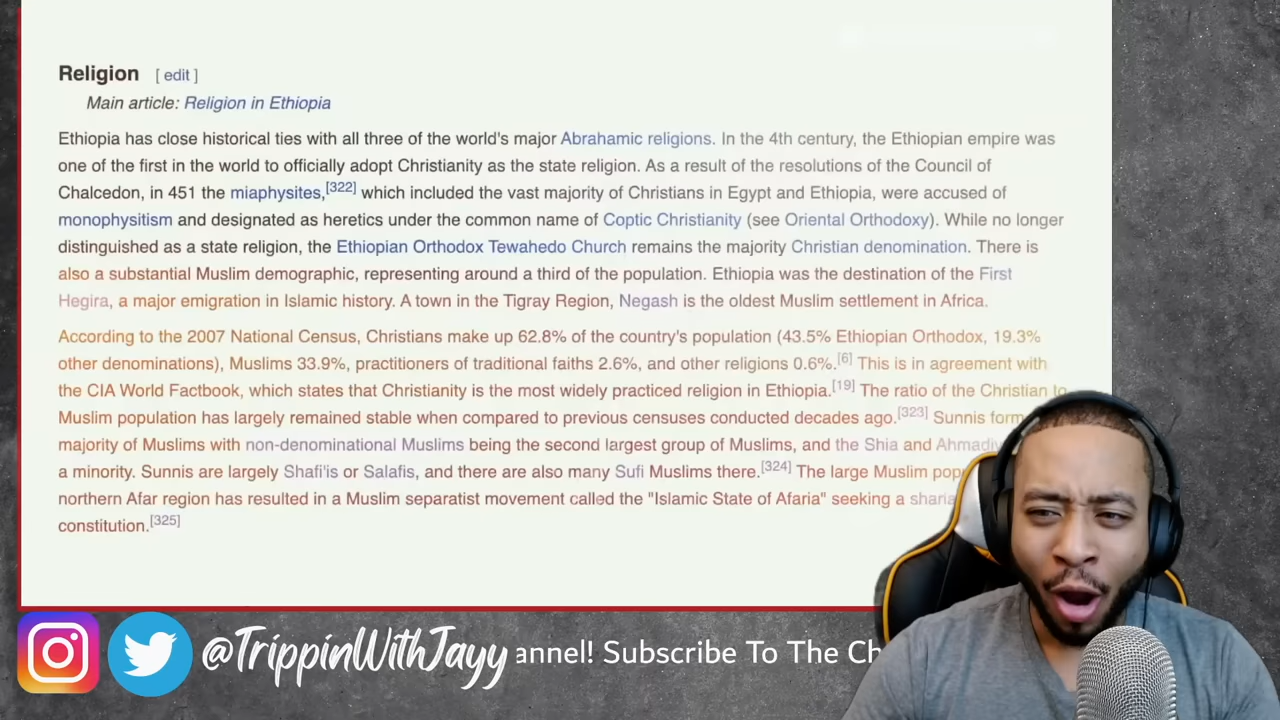 Religion [ edit ]
Main article: Religion in Ethiopia
Ethiopia has close historical ties with all three of the world's major Abrahamic religions. In the 4th century, the Ethiopian empire was
one of the first in the world to officially adopt Christianity as the state religion. As a result of the resolutions of the Council of
Chalcedon, in 451 the miaphysites,[322] which included the vast majority of Christians in Egypt and Ethiopia, were accused of
monophysitism and designated as heretics under the common name of Coptic Christianity (see Oriental Orthodoxy). While no longer
distinguished as a state religion, the Ethiopian Orthodox Tewahedo Church remains the majority Christian denomination. There is
also a substantial Muslim demographic, representing around a third of the population. Ethiopia was the destination of the First
Hegira, a major emigration in Islamic history. A town in the Tigray Region, Negash is the oldest Muslim settlement in Africa.
According to the 2007 National Census, Christians make up 62.8% of the country's population (43.5% Ethiopian Orthodox, 19.3%
other denominations), Muslims 33.9%, practitioners of traditional faiths 2.6%, and other religions 0.6%.[6] This is in agreement with
the CIA World Factbook, which states that Christianity is the most widely practiced religion in Ethiopia.[19] The ratio of the Christian to
Muslim population has largely remained stable when compared to previous censuses conducted decades ago.[323] Sunnis form
majority of Muslims with non-denominational Muslims being the second largest group of Muslims, and the Shia and
a minority. Sunnis are largely Shafi'is or Salafis, and there are also many Sufi Muslims there.[324] The large Muslim
northern Afar region has resulted in a Muslim separatist movement called the "Islamic State of Afaria" seeking a
constitution.[325]
@TrippinWithJayy annel! Subscribe To The Ch